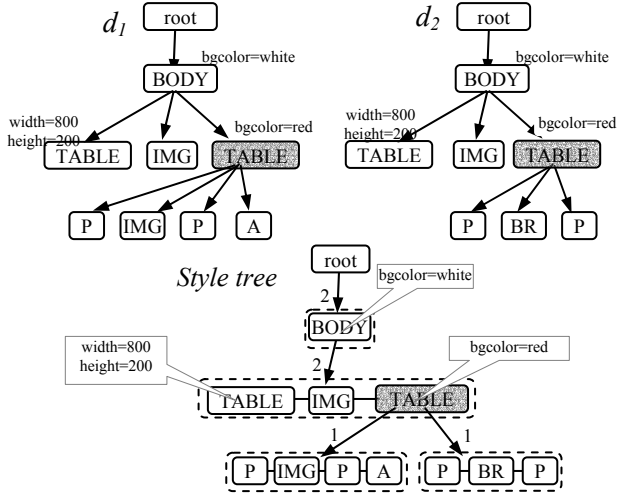 d1
root
bgcolor=white
BODY
width=800
height=200
bgcolor=red
TABLE
IMG
TABLE
P
IMG
P
A
d2
root
bgcolor=white
BODY
width=800
height=200
bgcolor=red
TABLE
IMG
TABLE
P
BR
P
Style tree
root
bgcolor=white
2
BODY
2
width=800
height=200
bgcolor=red
TABLE
IMG
TABLE
1
1
P
IMG
P
A
P
BR
P